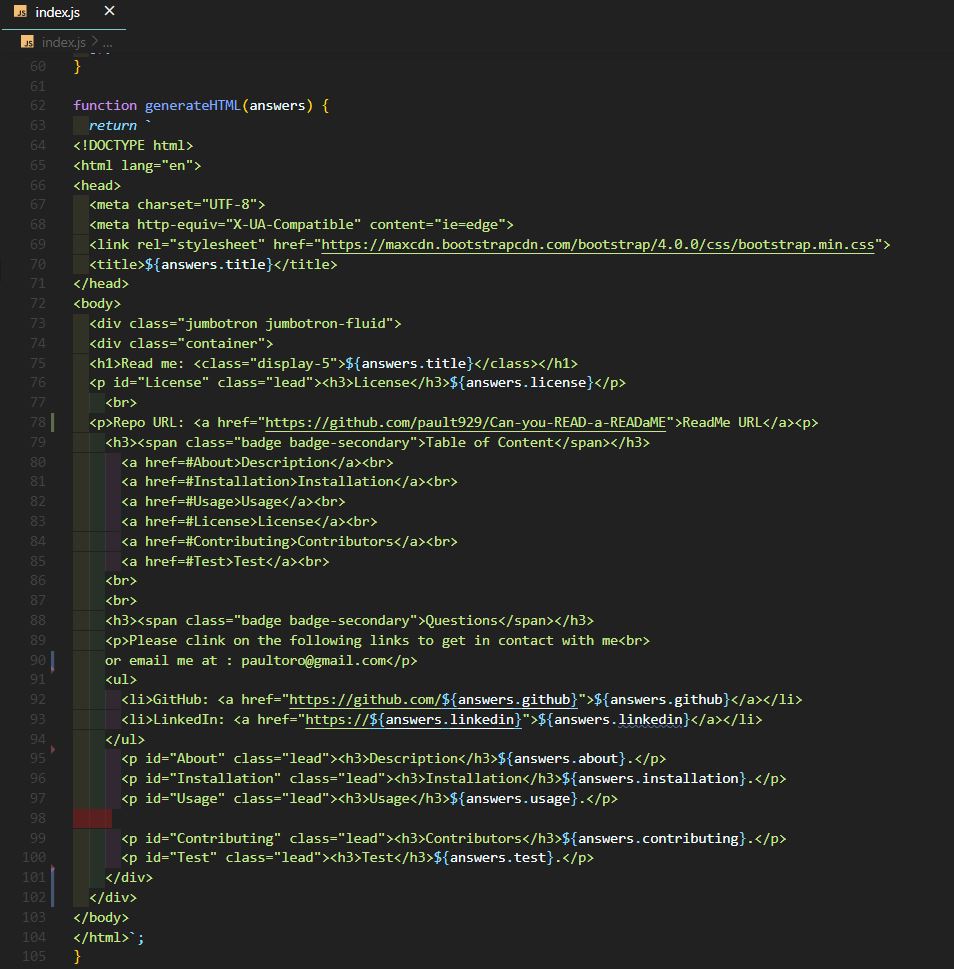 JS index.js ×
JS index.js > ...
60 }
61
62 function generateHTML(answers) {
63   return `
64 <!DOCTYPE html>
65 <html lang="en">
66 <head>
67   <meta charset="UTF-8">
68   <meta http-equiv="X-UA-Compatible" content="ie=edge">
69   <link rel="stylesheet" href="https://maxcdn.bootstrapcdn.com/bootstrap/4.0.0/css/bootstrap.min.css">
70   <title>${answers.title}</title>
71 </head>
72 <body>
73   <div class="jumbotron jumbotron-fluid">
74   <div class="container">
75   <h1>Read me: <class="display-5">${answers.title}</class></h1>
76   <p id="License" class="lead"><h3>License</h3>${answers.license}</p>
77     <br>
78   <p>Repo URL: <a href="https://github.com/pault929/Can-you-READ-a-READaME">ReadMe URL</a><p>
79     <h3><span class="badge badge-secondary">Table of Content</span></h3>
80       <a href=#About>Description</a><br>
81       <a href=#Installation>Installation</a><br>
82       <a href=#Usage>Usage</a><br>
83       <a href=#License>License</a><br>
84       <a href=#Contributing>Contributors</a><br>
85       <a href=#Test>Test</a><br>
86     <br>
87     <br>
88     <h3><span class="badge badge-secondary">Questions</span></h3>
89     <p>Please clink on the following links to get in contact with me<br>
90     or email me at : paultoro@gmail.com</p>
91     <ul>
92       <li>GitHub: <a href="https://github.com/${answers.github}">${answers.github}</a></li>
93       <li>LinkedIn: <a href="https://${answers.linkedin}">${answers.linkedin}</a></li>
94     </ul>
95       <p id="About" class="lead"><h3>Description</h3>${answers.about}.</p>
96       <p id="Installation" class="lead"><h3>Installation</h3>${answers.installation}.</p>
97       <p id="Usage" class="lead"><h3>Usage</h3>${answers.usage}.</p>
98
99       <p id="Contributing" class="lead"><h3>Contributors</h3>${answers.contributing}.</p>
100       <p id="Test" class="lead"><h3>Test</h3>${answers.test}.</p>
101     </div>
102   </div>
103 </body>
104 </html>`;
105 }